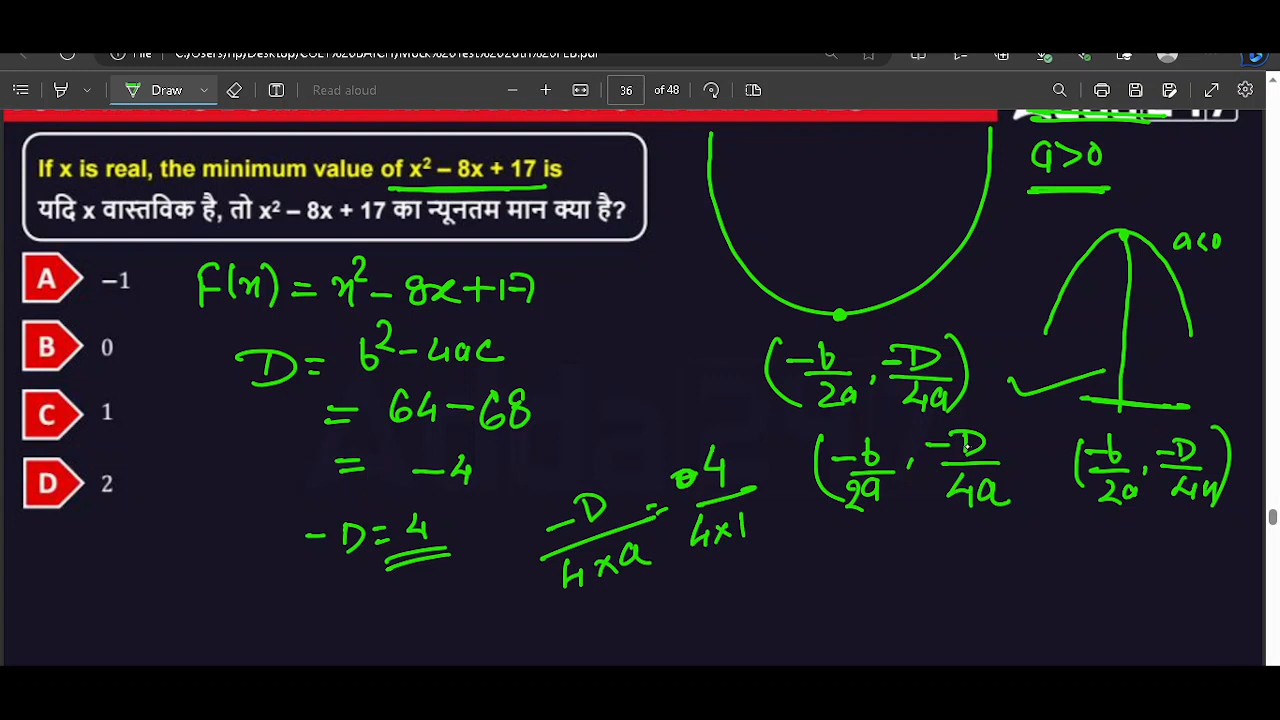 Draw
Read aloud
36 of 48
If x is real, the minimum value of x² – 8x + 17 is
यदि x वास्तविक है, तो x² – 8x + 17 का न्यूनतम मान क्या है?
A –1
B 0
C 1
D 2
F(x) = x² - 8x + 17
D = b² - 4ac
= 64 - 68
= -4
-D = 4
-D/4×a = 4/4×1
a>0
a<0
(-b/2a, -D/4a)
(-b/2a, -D/4a)
(-b/2a, -D/4a)